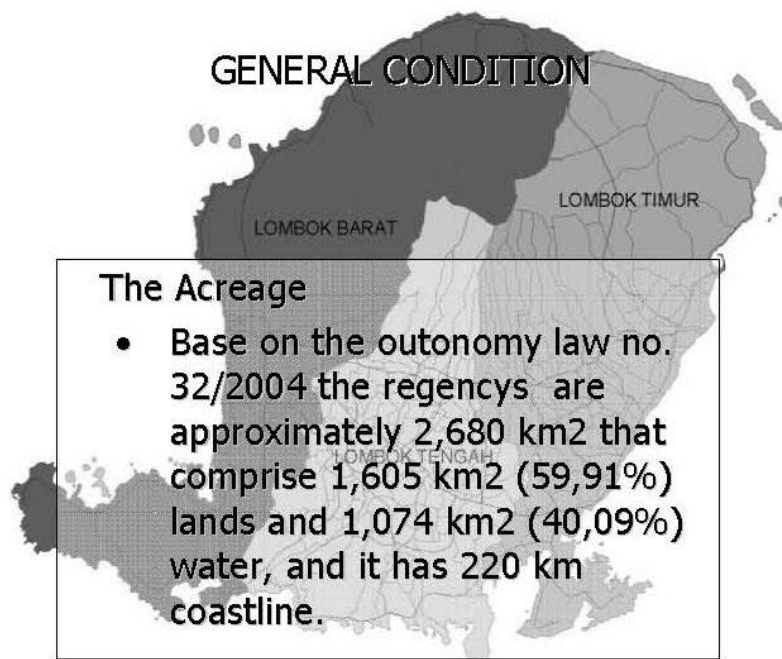 GENERAL CONDITION
LOMBOK TIMUR
LOMBOK BARAT
The Acreage
• Base on the outonomy law no.
32/2004 the regencys are
approximately 2,680 km2 that
LOMBOK TENGAH
comprise 1,605 km2 (59,91%)
lands and 1,074 km2 (40,09%)
water, and it has 220 km
coastline.